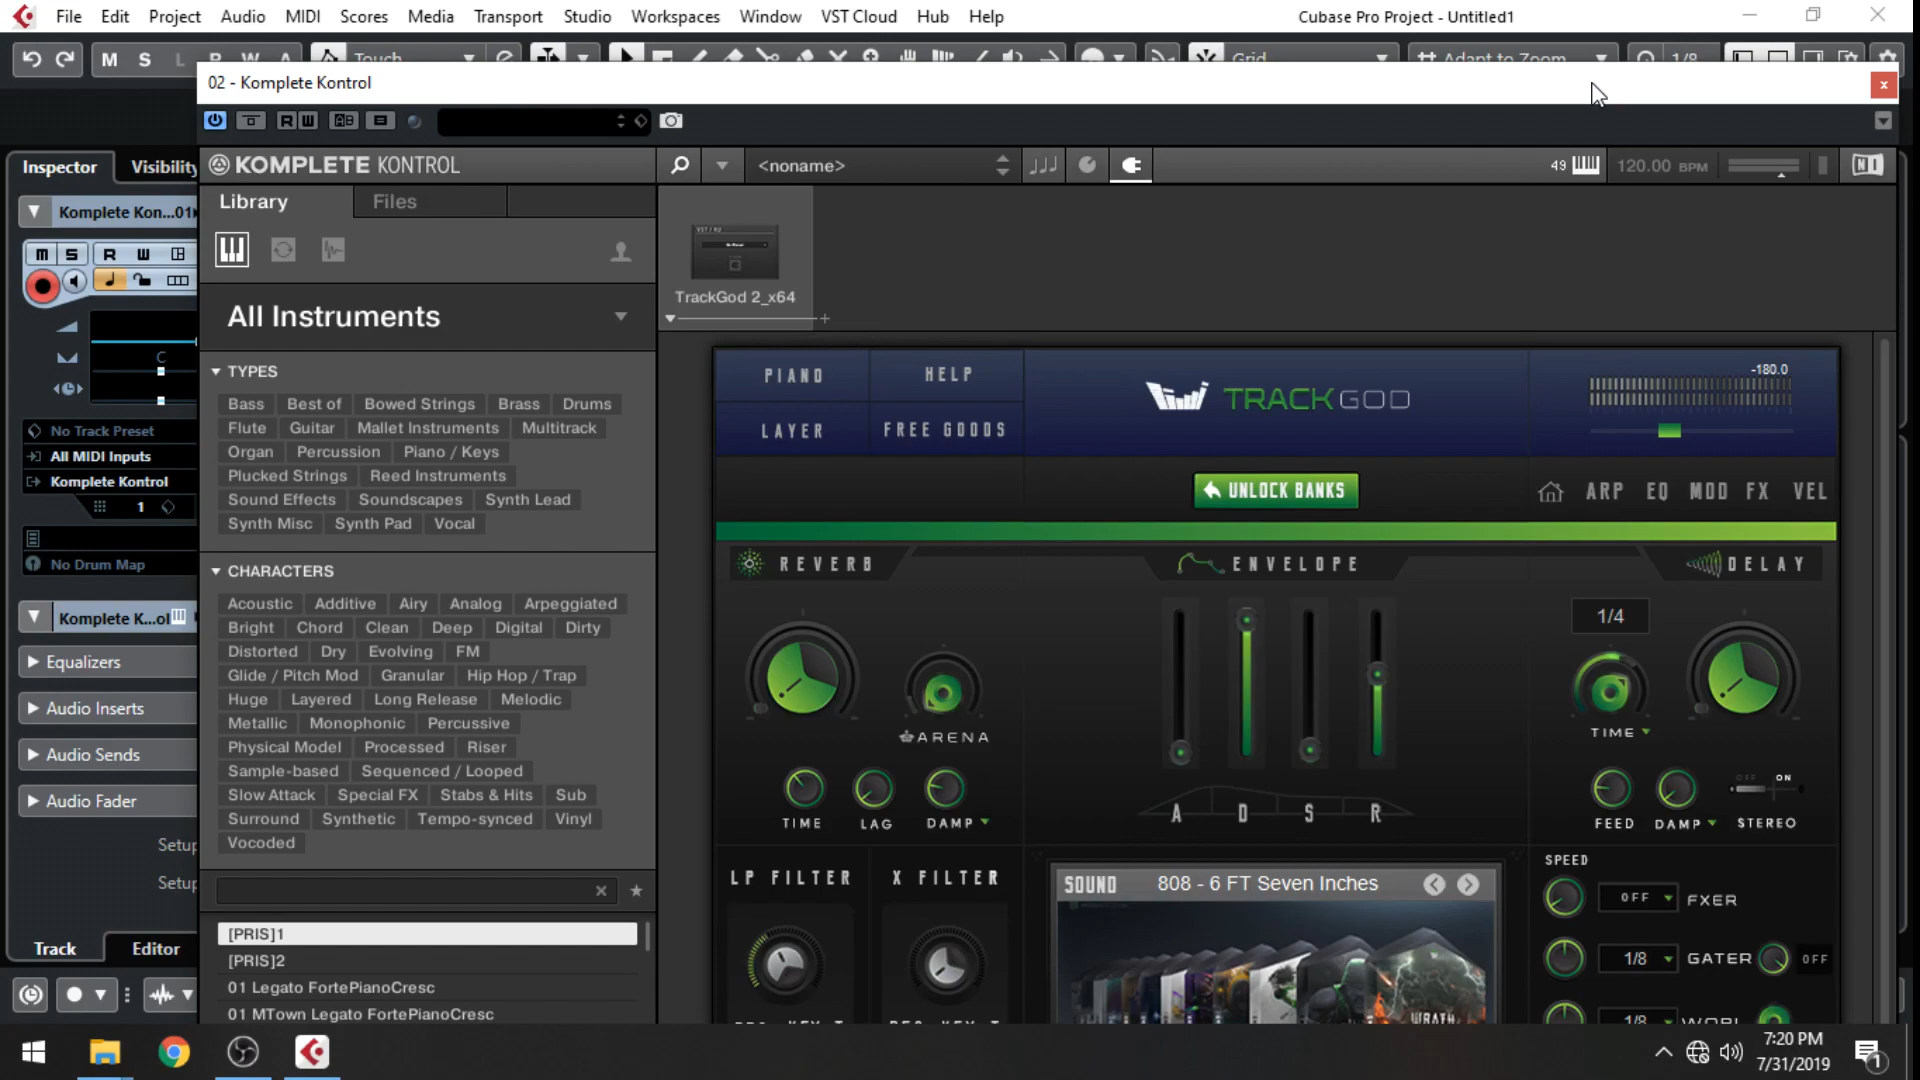 File Edit Project Audio MIDI Scores Media Transport Studio Workspaces Window VST Cloud Hub Help
Cubase Pro Project - Untitled1
M S L R W A Touch Grid Adapt to Zoom 1/8
02 - Komplete Kontrol
x
R W
KOMPLETE KONTROL
<noname>
49 120.00 BPM
Inspector Visibility
Library Files
Komplete Kon...01
TrackGod 2_x64
M S R W
All Instruments
C
No Track Preset
All MIDI Inputs
Komplete Kontrol
1
No Drum Map
Komplete K...ol
Equalizers
Audio Inserts
Audio Sends
Audio Fader
Setup
Setup
Track Editor
TYPES
Bass Best of Bowed Strings Brass Drums
Flute Guitar Mallet Instruments Multitrack
Organ Percussion Piano / Keys
Plucked Strings Reed Instruments
Sound Effects Soundscapes Synth Lead
Synth Misc Synth Pad Vocal
CHARACTERS
Acoustic Additive Airy Analog Arpeggiated
Bright Chord Clean Deep Digital Dirty
Distorted Dry Evolving FM
Glide / Pitch Mod Granular Hip Hop / Trap
Huge Layered Long Release Melodic
Metallic Monophonic Percussive
Physical Model Processed Riser
Sample-based Sequenced / Looped
Slow Attack Special FX Stabs & Hits Sub
Surround Synthetic Tempo-synced Vinyl
Vocoded
[PRIS]1
[PRIS]2
01 Legato FortePianoCresc
01 MTown Legato FortePianoCresc
PIANO HELP
LAYER FREE GOODS
TRACKGOD
-180.0
UNLOCK BANKS
ARP EQ MOD FX VEL
REVERB ENVELOPE DELAY
1/4
ARENA
TIME
TIME LAG DAMP
A D S R
OFF ON
FEED DAMP STEREO
LP FILTER X FILTER
SOUND 808 - 6 FT Seven Inches
WRATH
SPEED
OFF FXER
1/8 GATER OFF
1/8
7:20 PM
7/31/2019
1